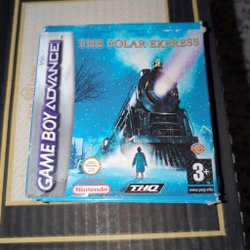 GAME BOY ADVANCE
THE POLAR EXPRESS
Nintendo
THQ
3+
www.pegi.info